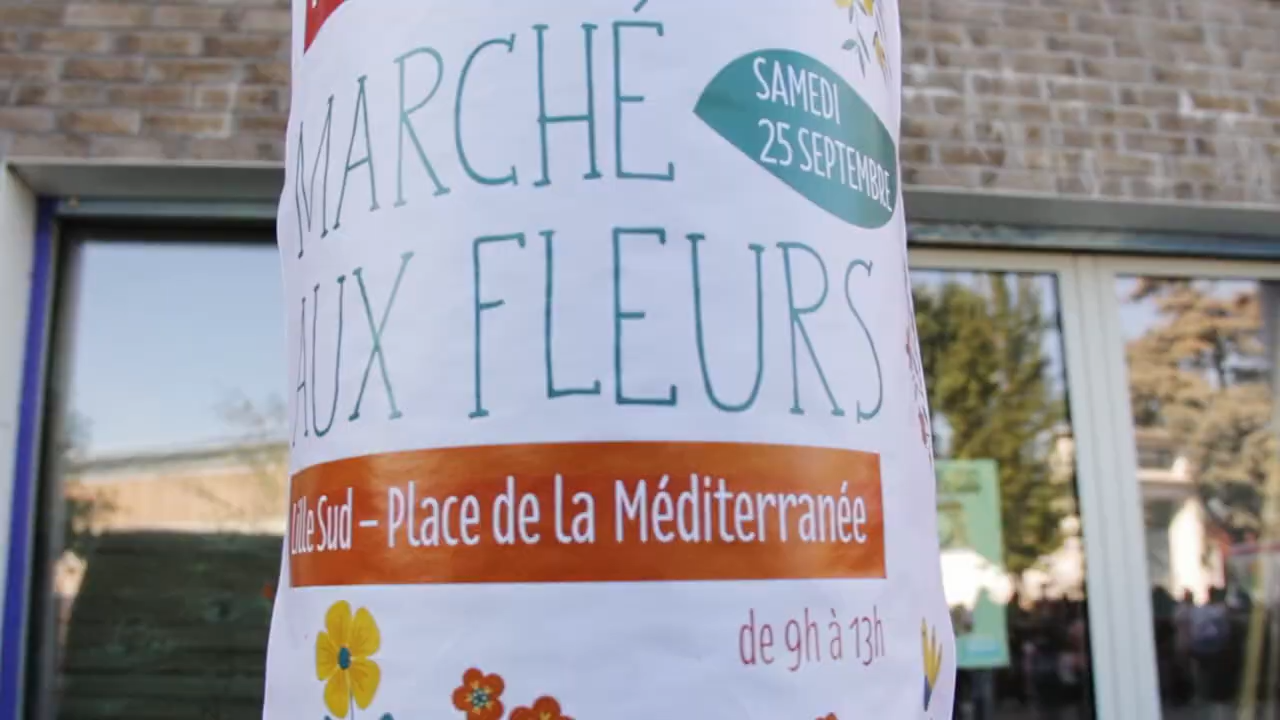 MARCHÉ
SAMEDI
25 SEPTEMBRE
AUX FLEURS
Lille Sud – Place de la Méditerranée
de 9h à 13h